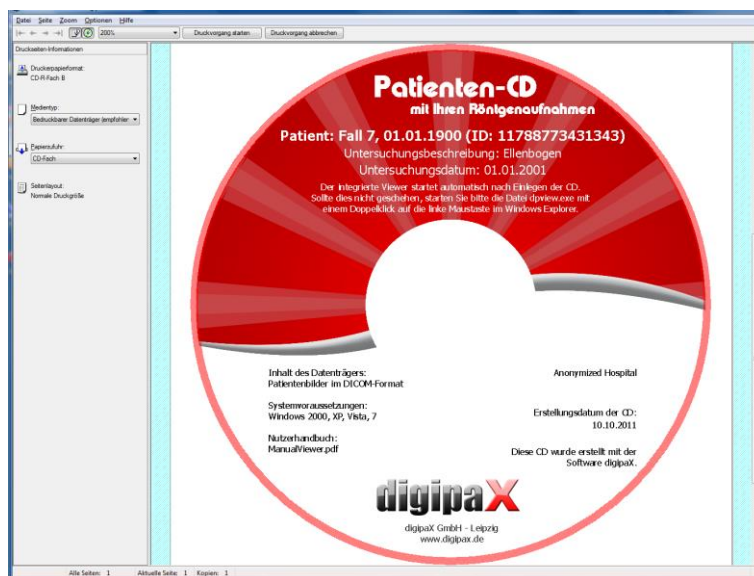 Datei Seite Zoom Optionen Hilfe
200% Druckvorgang starten Druckvorgang abbrechen
Druckseiten-Informationen
Druckerpapierformat:
CD-R-Fach B
Medientyp:
Bedruckbarer Datenträger (empfohlen
Papierzufuhr:
CD-Fach
Seitenlayout:
Normale Druckgröße
Patienten-CD
mit Ihren Röntgenaufnahmen
Patient: Fall 7, 01.01.1900 (ID: 11788773431343)
Untersuchungsbeschreibung: Ellenbogen
Untersuchungsdatum: 01.01.2001
Der integrierte Viewer startet automatisch nach Einlegen der CD.
Sollte dies nicht geschehen, starten Sie bitte die Datei dpview.exe mit
einem Doppelklick auf die linke Maustaste im Windows Explorer.
Inhalt des Datenträgers:
Patientenbilder im DICOM-Format
Systemvoraussetzungen:
Windows 2000, XP, Vista, 7
Nutzerhandbuch:
ManualViewer.pdf
Anonymized Hospital
Erstellungsdatum der CD:
10.10.2011
Diese CD wurde erstellt mit der
Software digipaX.
digipaX
digipaX GmbH - Leipzig
www.digipax.de
Alle Seiten: 1 Aktuelle Seite: 1 Kopien: 1